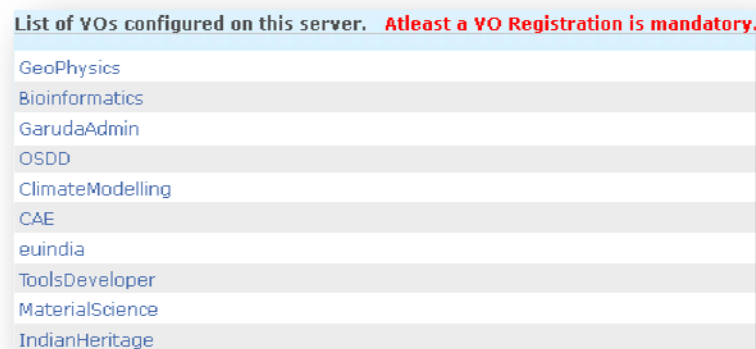 List of VOs configured on this server. Atleast a VO Registration is mandatory.
GeoPhysics
Bioinformatics
GarudaAdmin
OSDD
ClimateModelling
CAE
euindia
ToolsDeveloper
MaterialScience
IndianHeritage